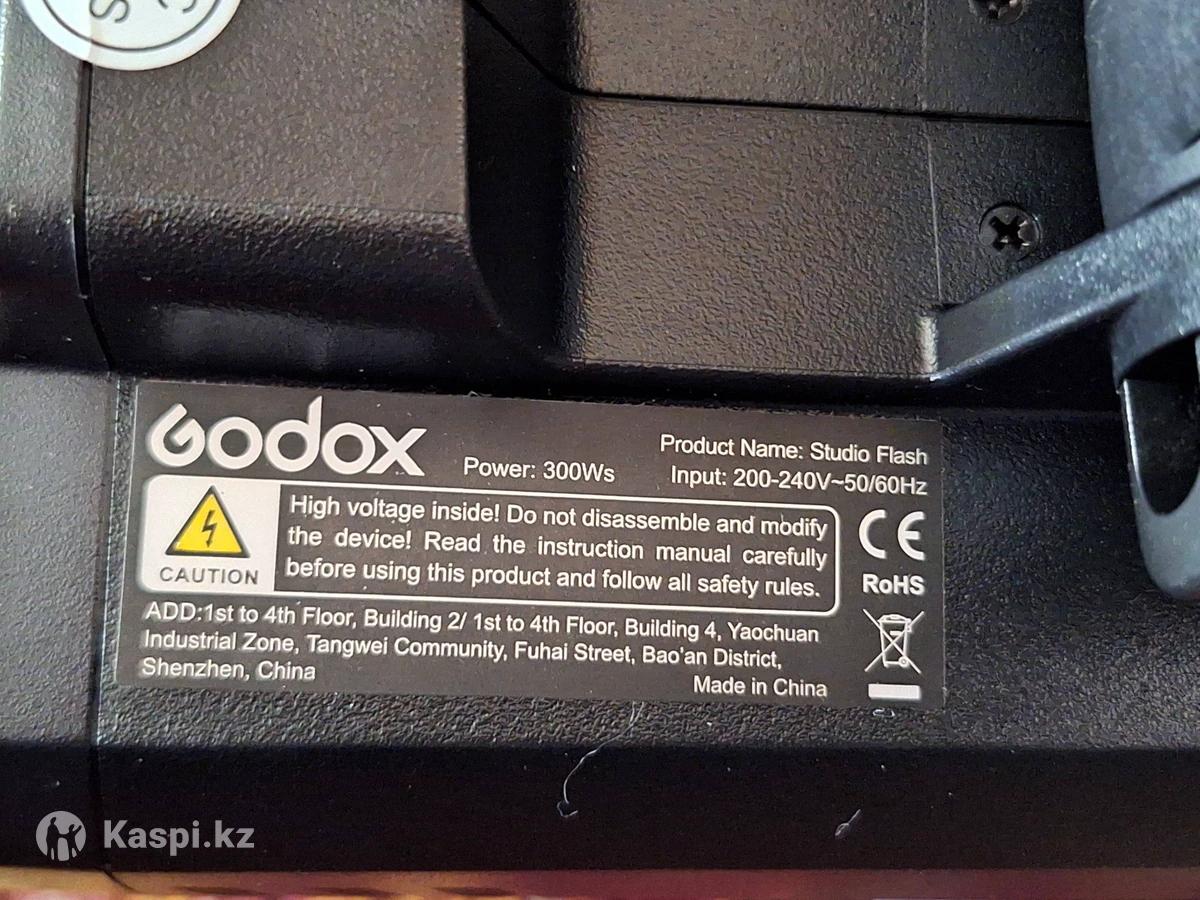 GODOX
Power: 300Ws
Product Name: Studio Flash
Input: 200-240V~50/60Hz
High voltage inside! Do not disassemble and modify
the device! Read the instruction manual carefully
before using this product and follow all safety rules.
CAUTION
CE
RoHS
ADD:1st to 4th Floor, Building 2/ 1st to 4th Floor, Building 4, Yaochuan
Industrial Zone, Tangwei Community, Fuhai Street, Bao'an District,
Shenzhen, China
Made in China
Kaspi.kz